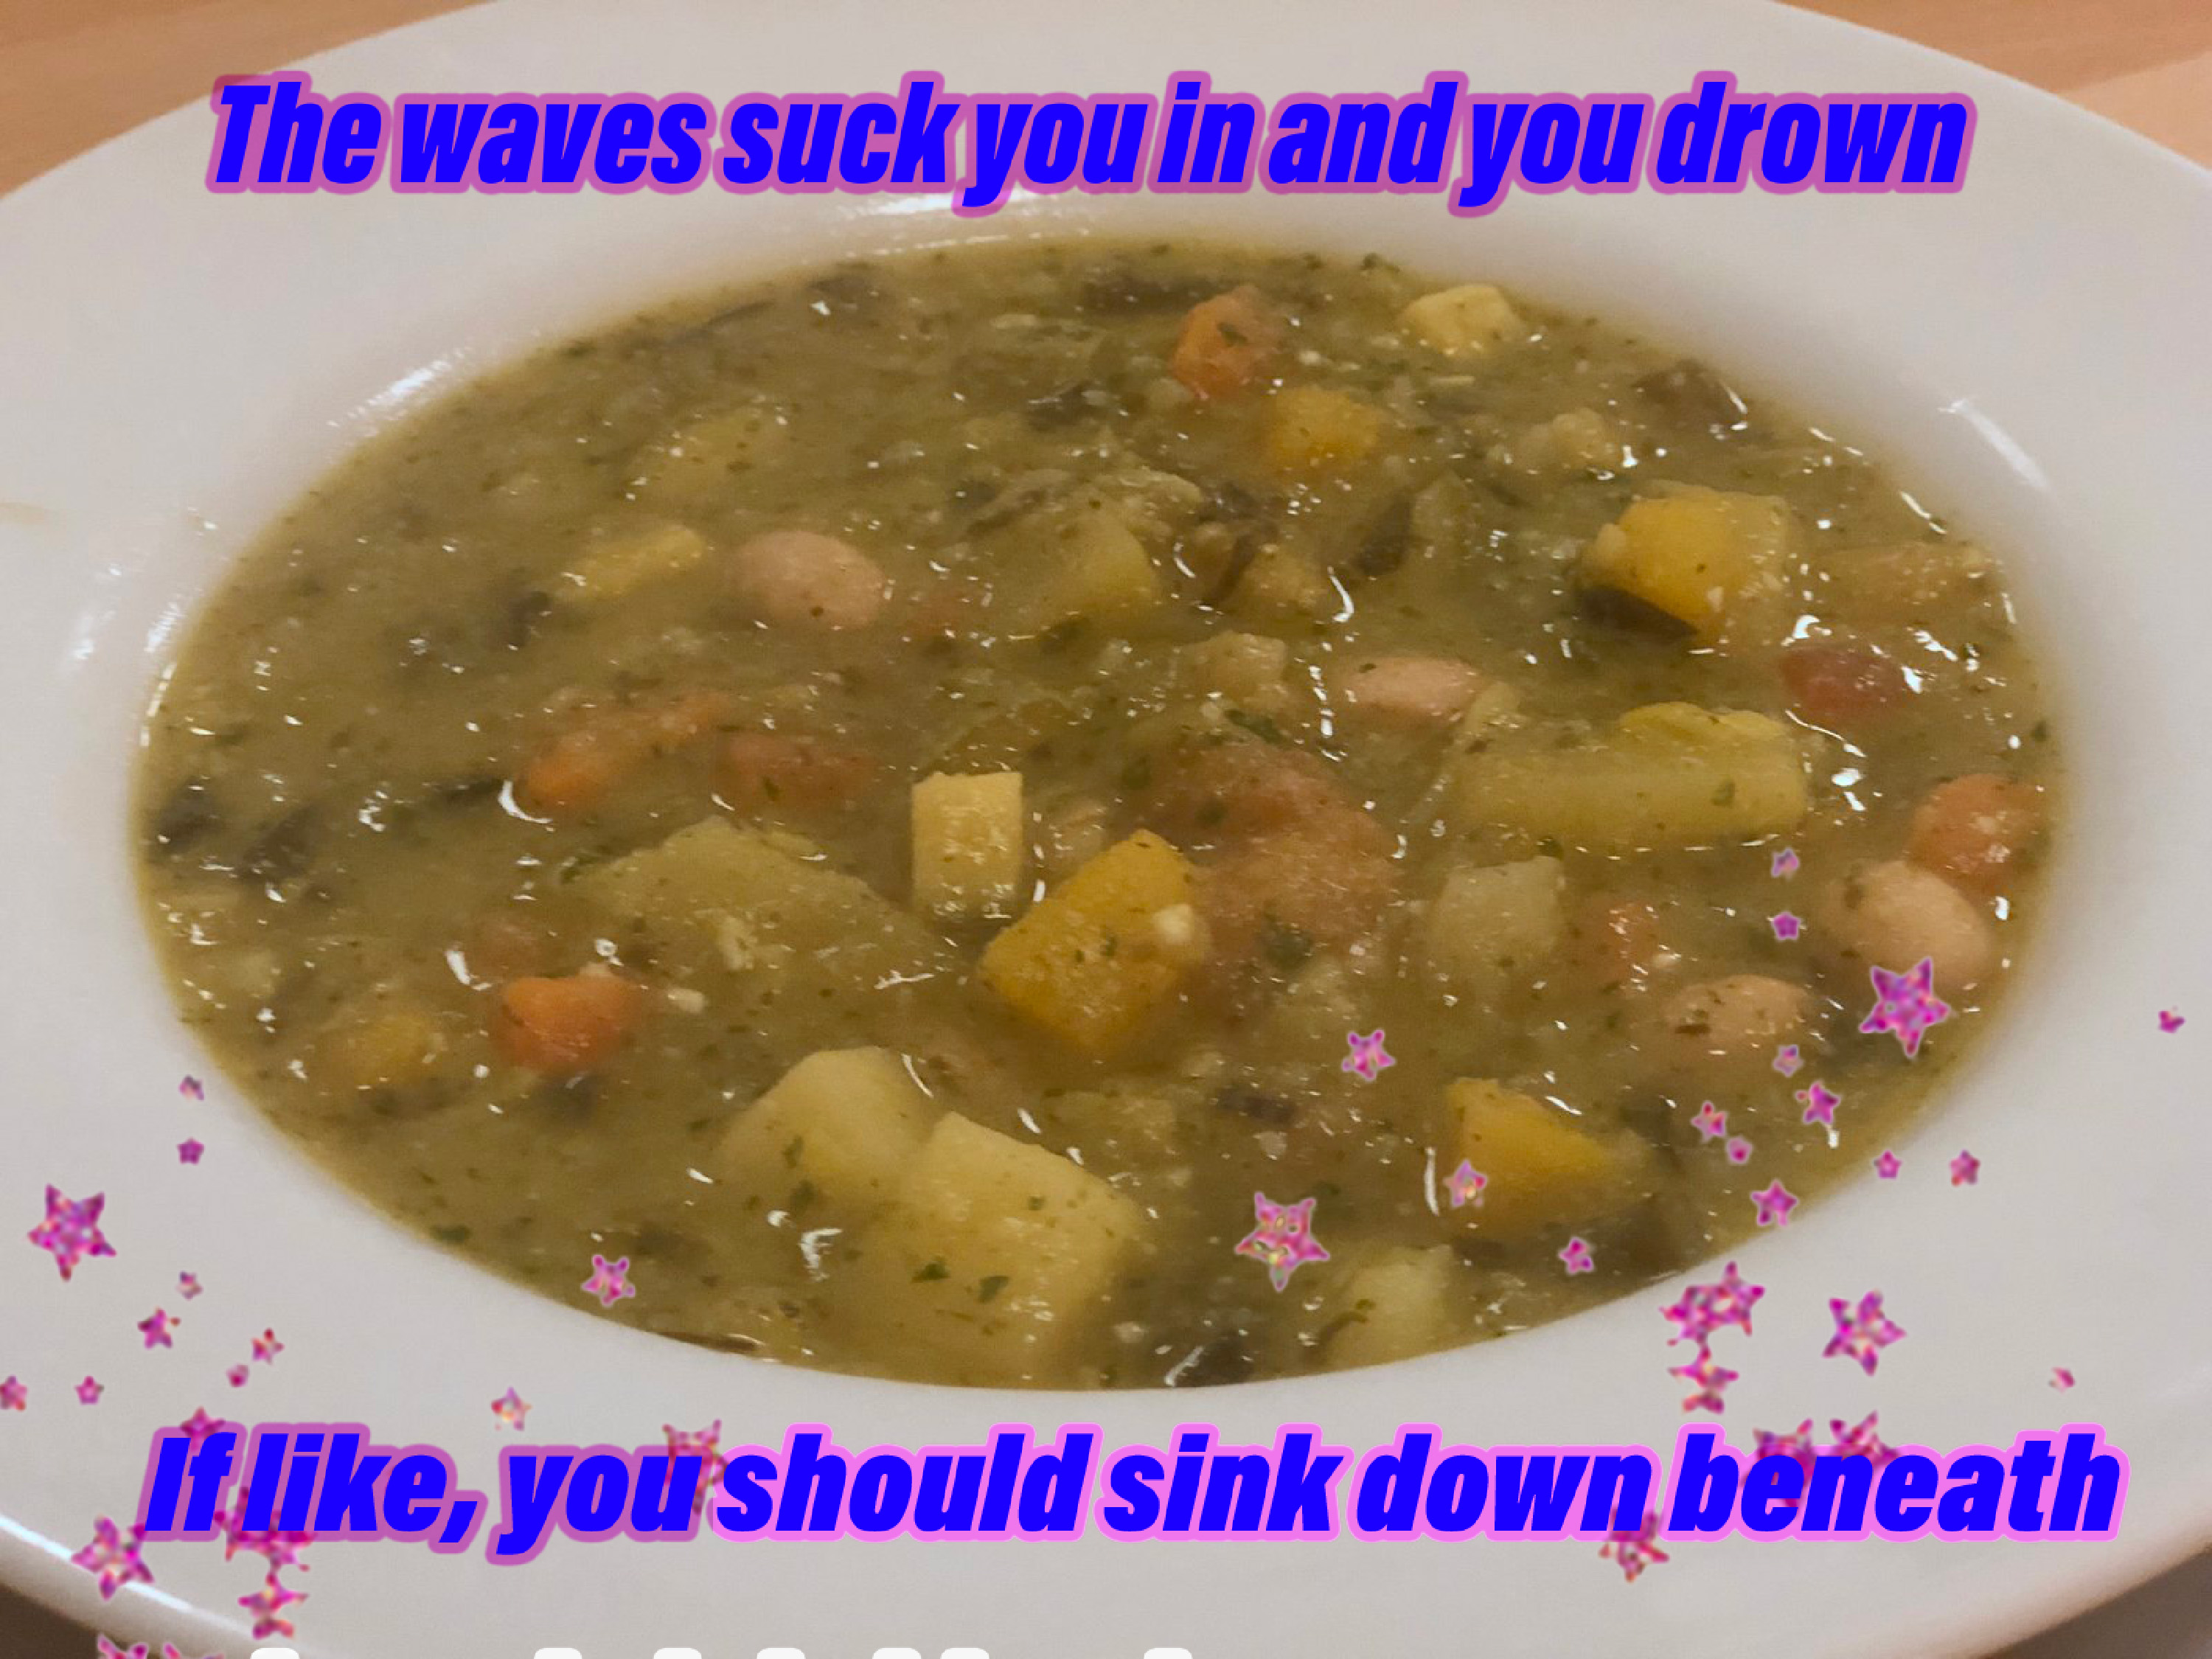 The waves suck you in and you drown
If like, you should sink down beneath